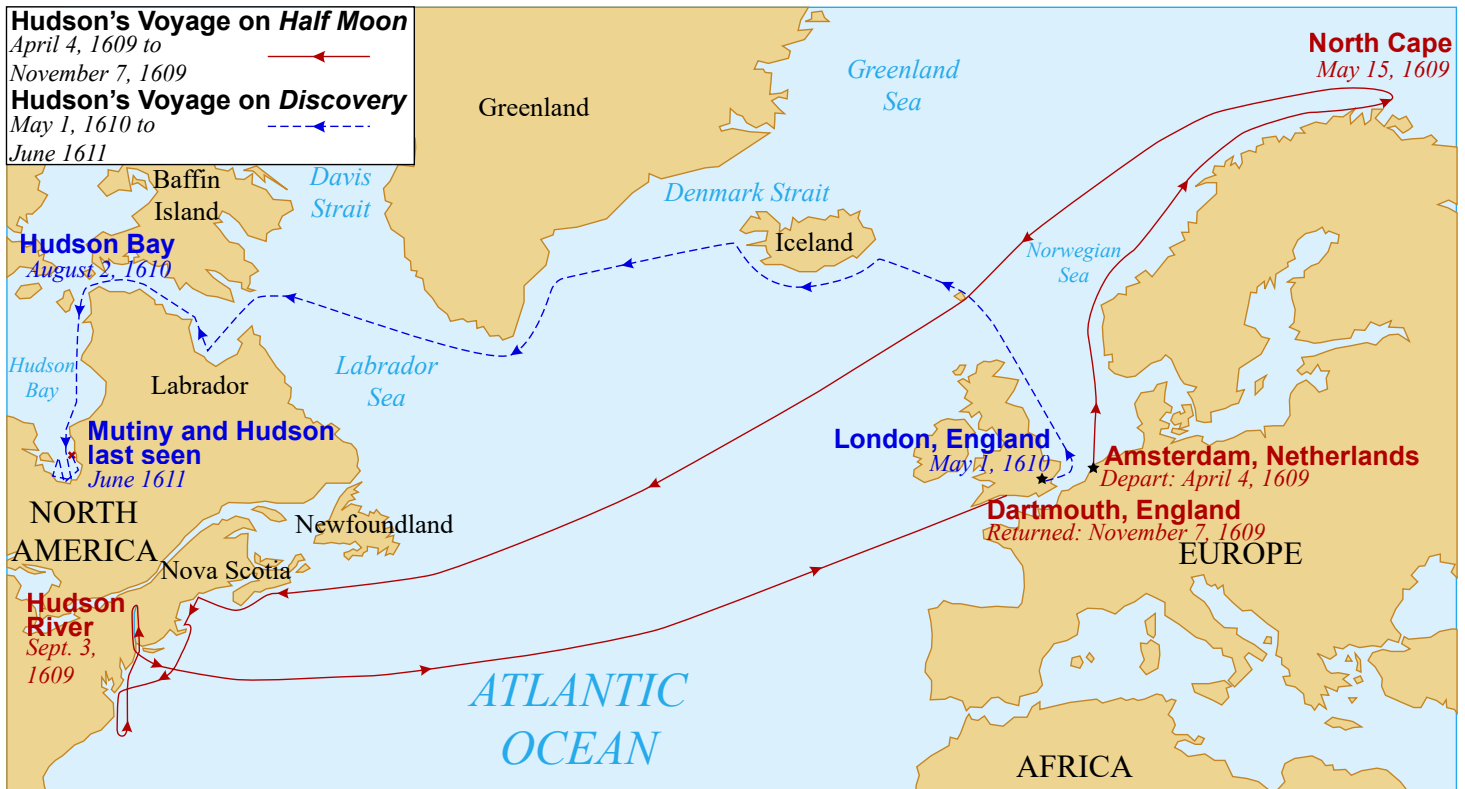 Hudson's Voyage on Half Moon
April 4, 1609 to
November 7, 1609
Hudson's Voyage on Discovery
May 1, 1610 to
June 1611
Greenland
Greenland
Sea
North Cape
May 15, 1609
Baffin
Island
Davis
Strait
Denmark Strait
Iceland
Norwegian
Sea
Hudson Bay
August 2, 1610
Hudson
Bay
Labrador
Labrador
Sea
Mutiny and Hudson
last seen
June 1611
London, England
May 1, 1610
Amsterdam, Netherlands
Depart: April 4, 1609
Dartmouth, England
Returned: November 7, 1609
EUROPE
NORTH
AMERICA
Newfoundland
Nova Scotia
Hudson
River
Sept. 3,
1609
ATLANTIC
OCEAN
AFRICA